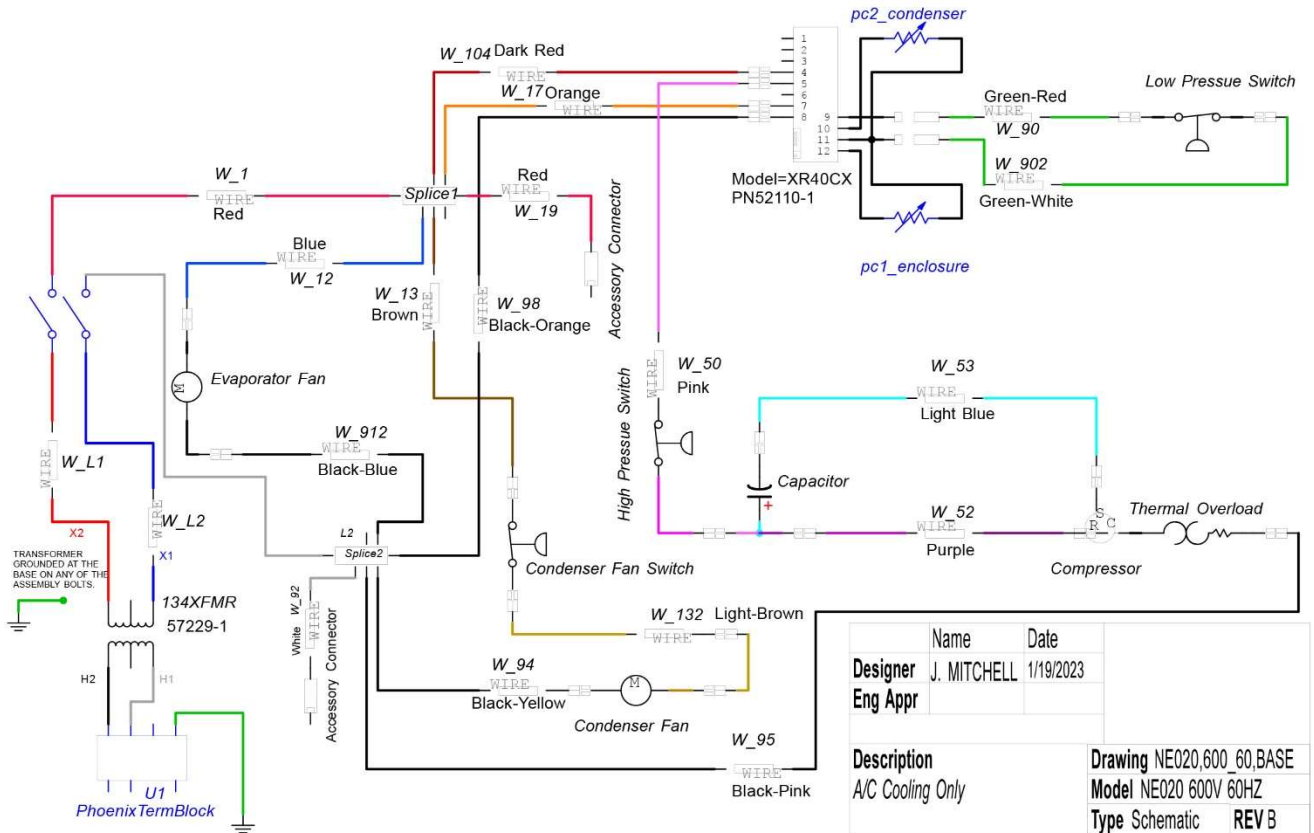 pc2_condenser
W_104 Dark Red
WIRE
W_17 Orange
WIRE
1
2
3
4
5
6
7
8
9
10
11
12
Model=XR40CX
PN52110-1
Green-Red
WIRE
W_90
Low Pressue Switch
W_902
WIRE
Green-White
pc1_enclosure
W_1
WIRE
Red
Splice1
Red
WIRE
W_19
Accessory Connector
Blue
WIRE
W_12
W_13
Brown
WIRE
W_98
Black-Orange
WIRE
Evaporator Fan
M
W_912
WIRE
Black-Blue
High Pressue Switch
WIRE
W_50
Pink
W_53
WIRE
Light Blue
Capacitor
+
W_52
WIRE
Purple
S
R
C
Compressor
Thermal Overload
WIRE
W_L1
WIRE
W_L2
X2
X1
TRANSFORMER
GROUNDED AT THE
BASE ON ANY OF THE
ASSEMBLY BOLTS.
134XFMR
57229-1
H2
H1
U1
PhoenixTermBlock
L2
Splice2
White
W_92
WIRE
Accessory Connector
Condenser Fan Switch
W_132
Light-Brown
WIRE
W_94
WIRE
Black-Yellow
M
Condenser Fan
W_95
WIRE
Black-Pink
Name Date
Designer J. MITCHELL 1/19/2023
Eng Appr
Description
A/C Cooling Only
Drawing NE020,600_60,BASE
Model NE020 600V 60HZ
Type Schematic REV B